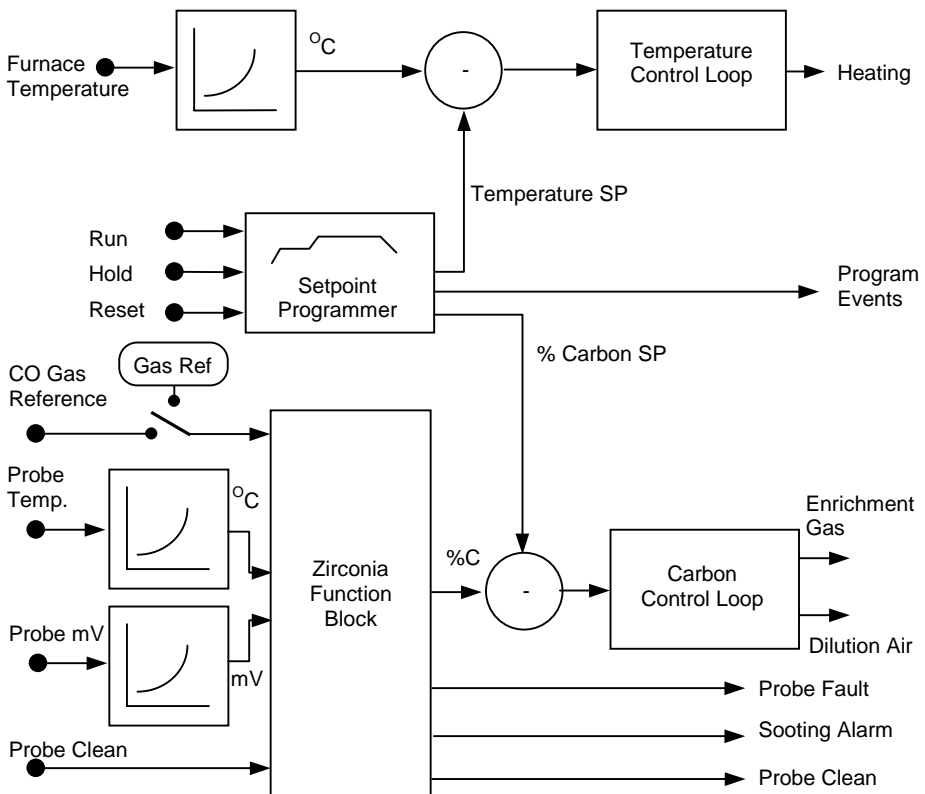 Furnace
Temperature
OC
-
Temperature
Control Loop
Heating
Temperature SP
Run
Hold
Reset
Setpoint
Programmer
Program
Events
% Carbon SP
CO Gas
Reference
Gas Ref
Probe
Temp.
OC
Zirconia
Function
Block
%C
-
Carbon
Control Loop
Enrichment
Gas
Dilution Air
Probe mV
mV
Probe Fault
Sooting Alarm
Probe Clean
Probe Clean